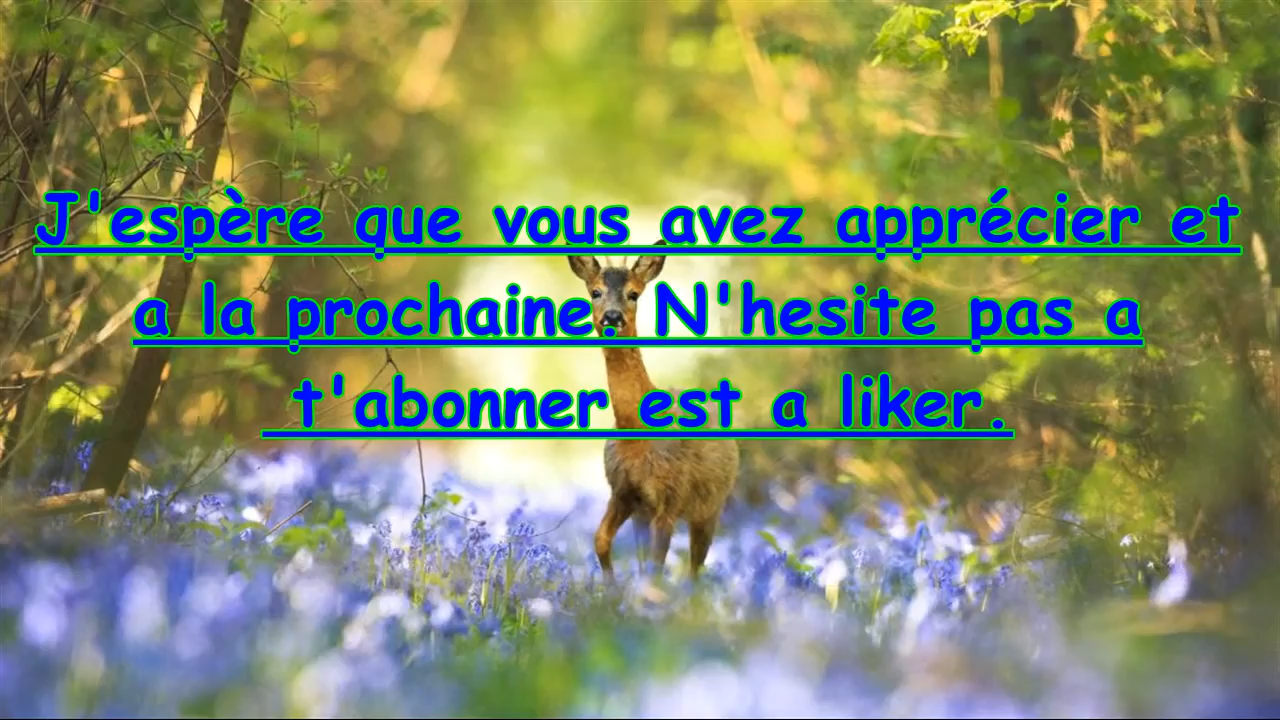 J'espère que vous avez apprécier et
a la prochaine. N'hesite pas a
t'abonner est a liker.